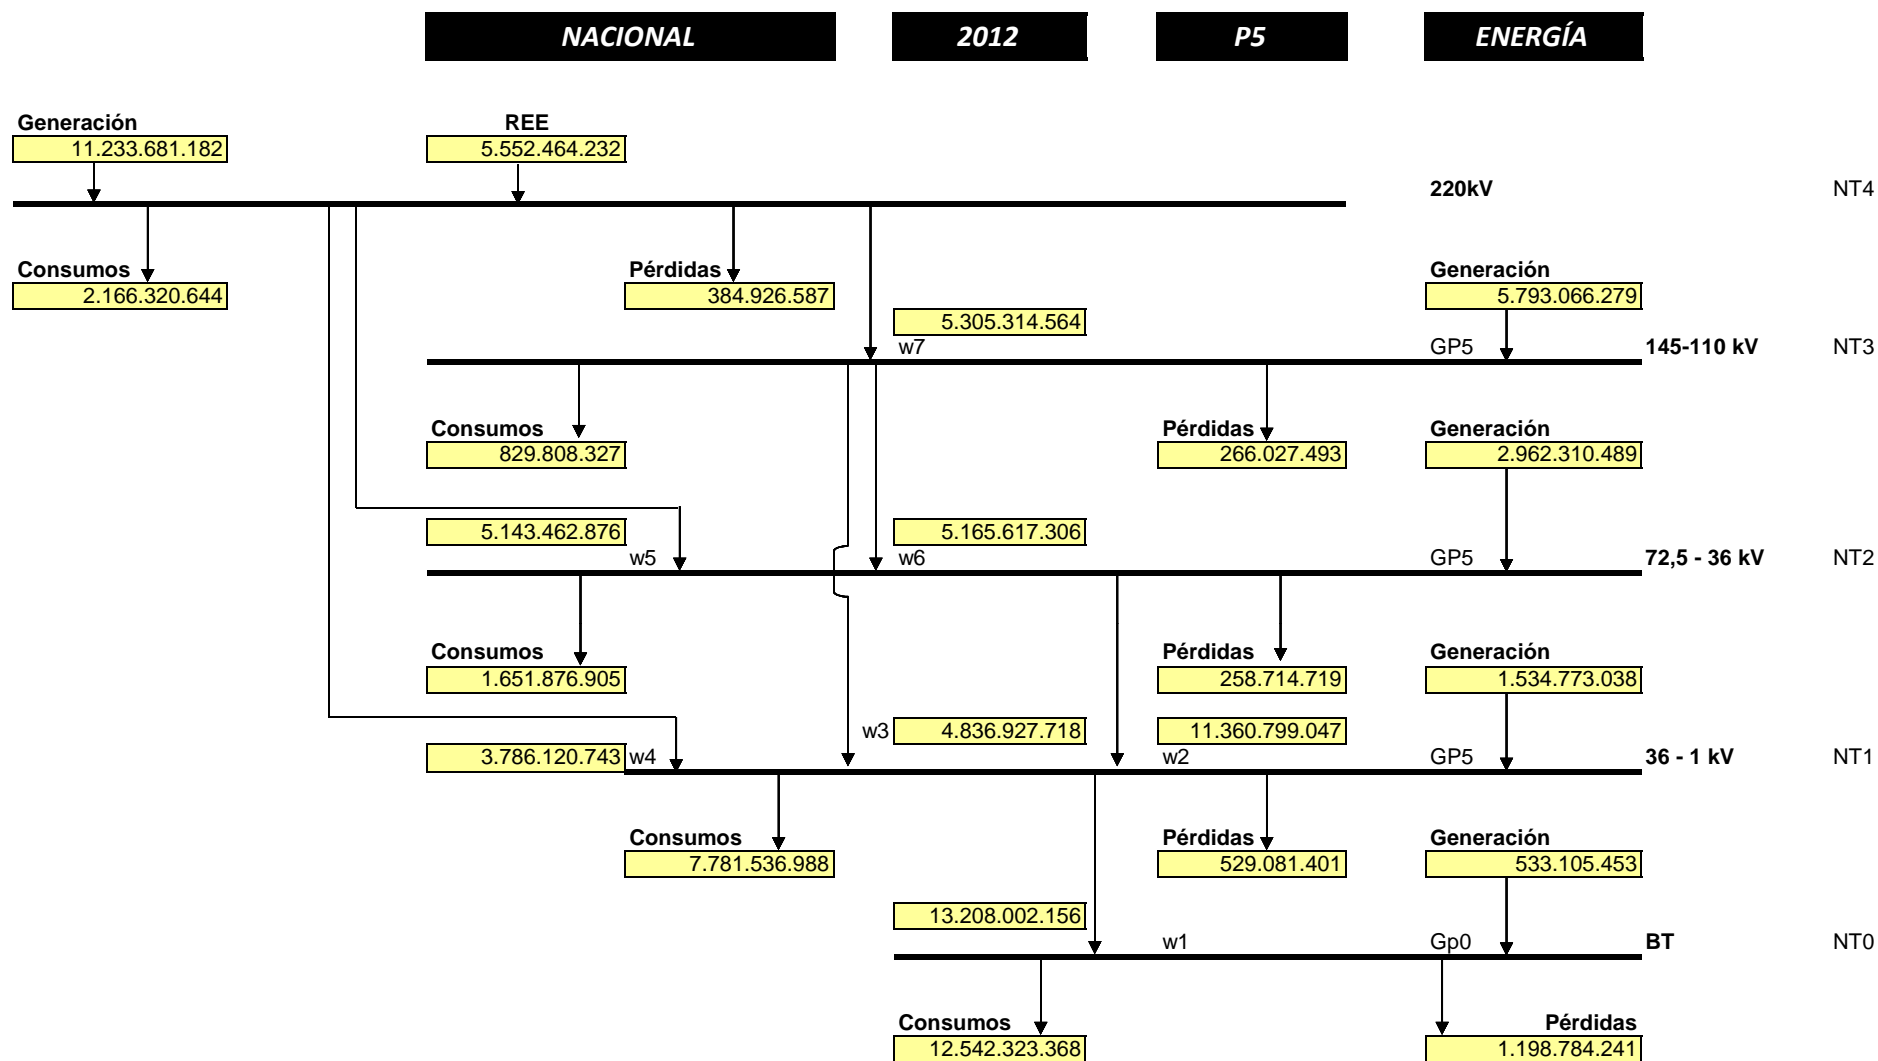 NACIONAL 2012 P5 ENERGÍA
Generación REE
11.233.681.182 5.552.464.232
220kV NT4
Consumos Pérdidas Generación
2.166.320.644 384.926.587 5.793.066.279
5.305.314.564
w7 GP5 145-110 kV NT3
Consumos Pérdidas Generación
829.808.327 266.027.493 2.962.310.489
5.143.462.876 5.165.617.306
w5 w6 GP5 72,5 - 36 kV NT2
Consumos Pérdidas Generación
1.651.876.905 258.714.719 1.534.773.038
w3 4.836.927.718 11.360.799.047
3.786.120.743 w4 w2 GP5 36 - 1 kV NT1
Consumos Pérdidas Generación
7.781.536.988 529.081.401 533.105.453
13.208.002.156
w1 Gp0 BT NT0
Consumos Pérdidas
12.542.323.368 1.198.784.241